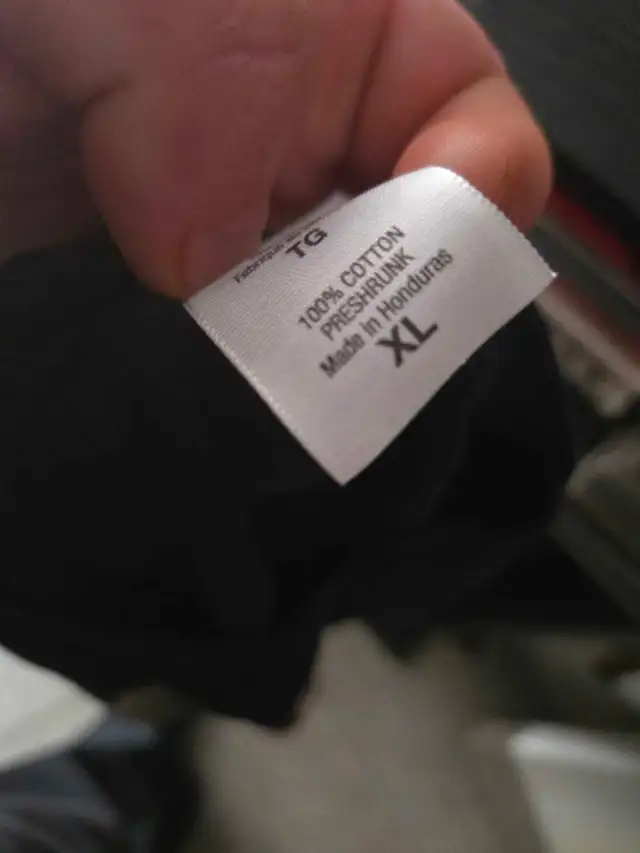 TG
100% COTTON
PRESHRUNK
Made in Honduras
XL